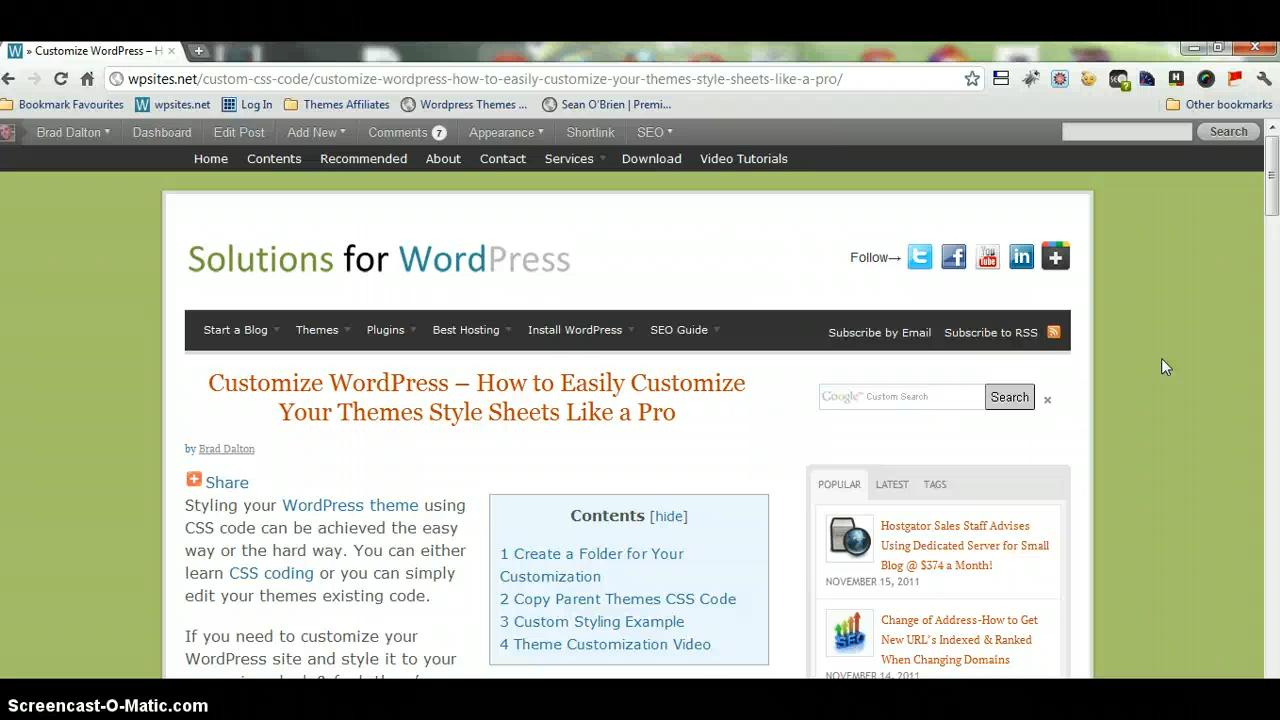 » Customize WordPress – H
wpsites.net/custom-css-code/customize-wordpress-how-to-easily-customize-your-themes-style-sheets-like-a-pro/
Bookmark Favourites wpsites.net Log In Themes Affiliates Wordpress Themes ... Sean O'Brien | Premi... Other bookmarks
Brad Dalton Dashboard Edit Post Add New Comments 7 Appearance Shortlink SEO Search
Home Contents Recommended About Contact Services Download Video Tutorials
Solutions for WordPress
Follow→
You Tube
Start a Blog Themes Plugins Best Hosting Install WordPress SEO Guide Subscribe by Email Subscribe to RSS
Customize WordPress – How to Easily Customize
Your Themes Style Sheets Like a Pro
Google™ Custom Search Search
by Brad Dalton
Share
Styling your WordPress theme using
CSS code can be achieved the easy
way or the hard way. You can either
learn CSS coding or you can simply
edit your themes existing code.
If you need to customize your
WordPress site and style it to your
Contents [hide]
1 Create a Folder for Your
Customization
2 Copy Parent Themes CSS Code
3 Custom Styling Example
4 Theme Customization Video
POPULAR LATEST TAGS
Hostgator Sales Staff Advises
Using Dedicated Server for Small
Blog @ $374 a Month!
NOVEMBER 15, 2011
SEO
Change of Address-How to Get
New URL's Indexed & Ranked
When Changing Domains
NOVEMBER 14, 2011
Screencast-O-Matic.com